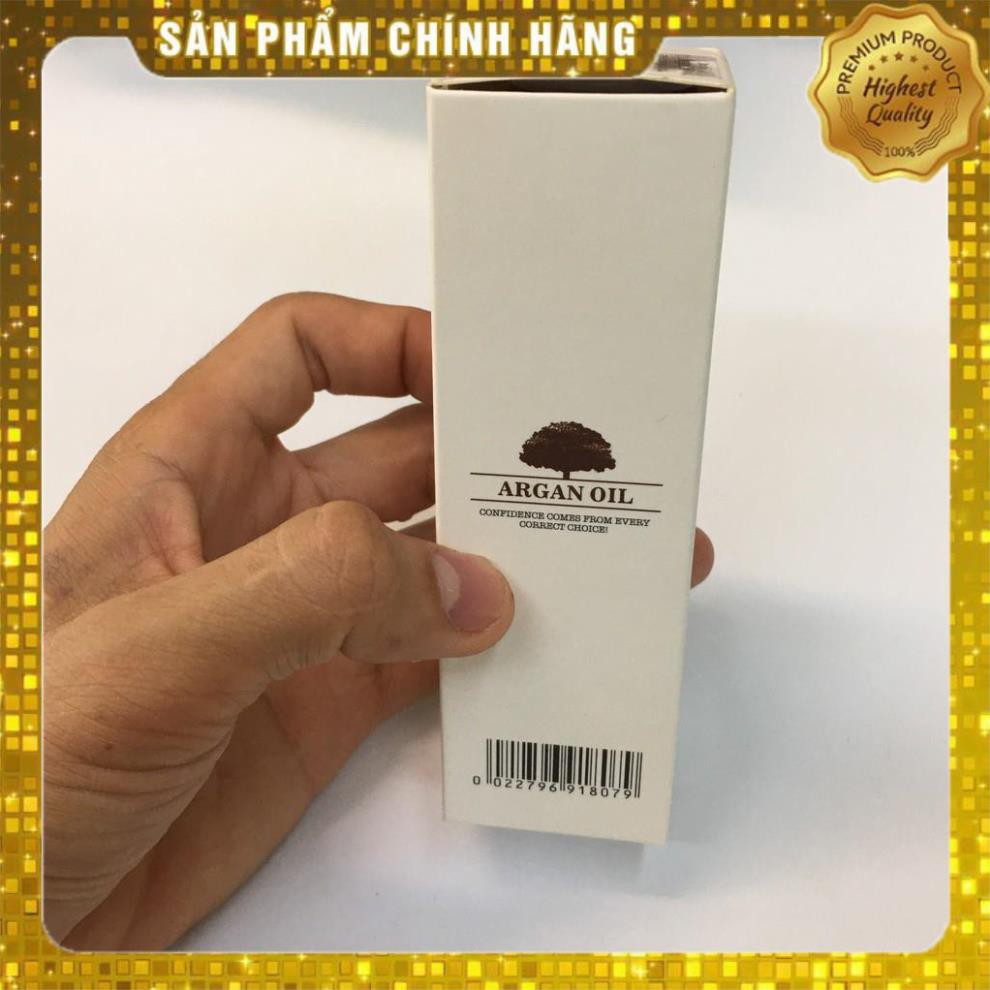 SẢN PHẨM CHÍNH HÃNG
PREMIUM PRODUCT
Highest
Quality
100%
ARGAN OIL
CONFIDENCE COMES FROM EVERY
CORRECT CHOICE!
0 022796 918079